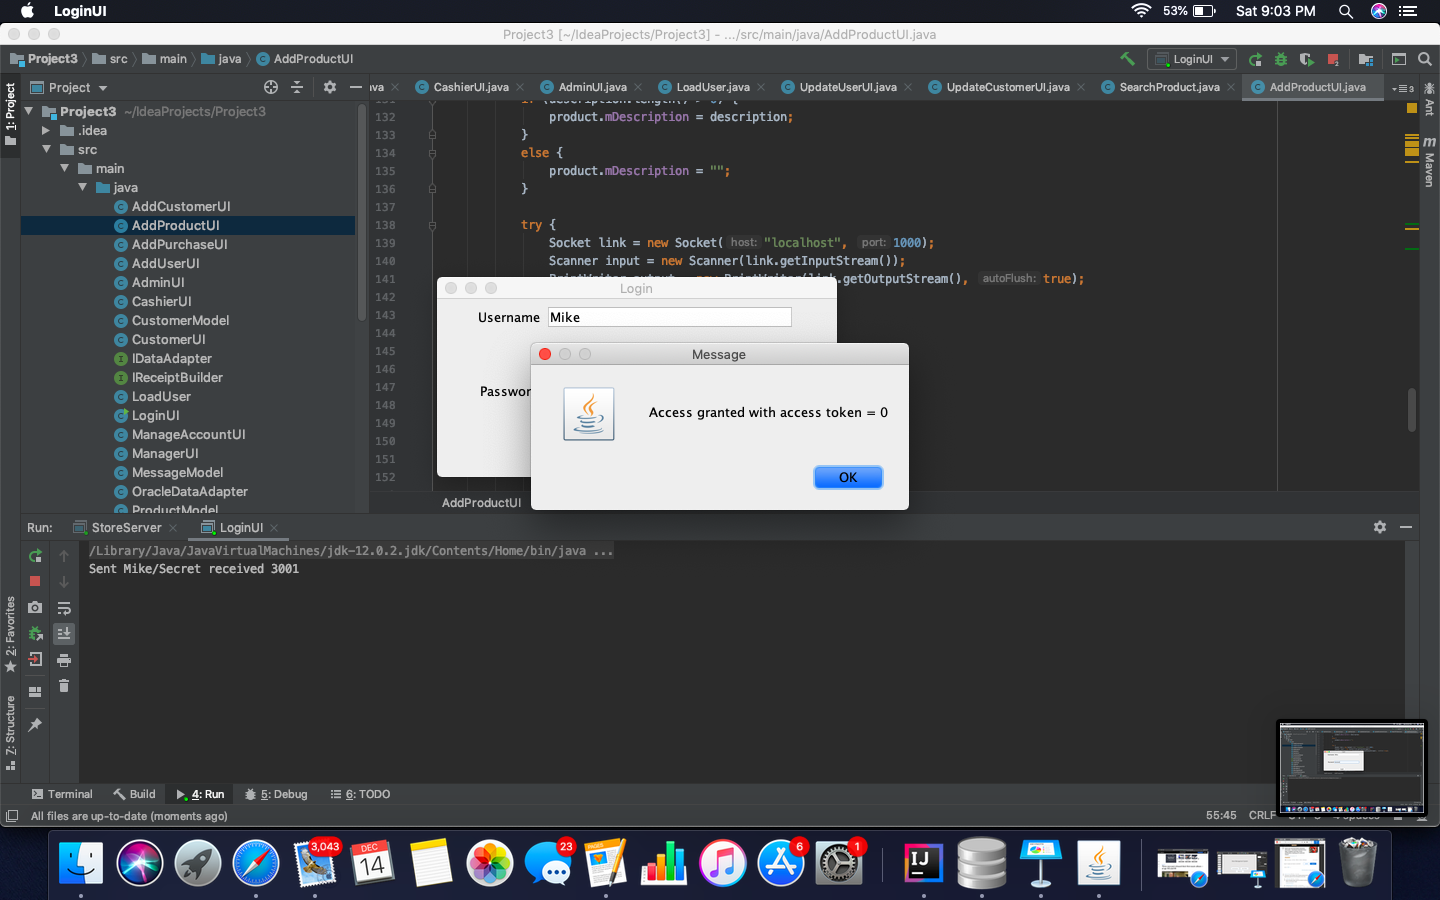 LoginUI
53%
Sat 9:03 PM
Project3 [~/IdeaProjects/Project3] - .../src/main/java/AddProductUI.java
Project3
src
main
java
AddProductUI
LoginUI
1: Project
Project
ava
CashierUI.java
AdminUI.java
LoadUser.java
UpdateUserUI.java
UpdateCustomerUI.java
SearchProduct.java
AddProductUI.java
3
Ant
Maven
Project3 ~/IdeaProjects/Project3
.idea
src
main
java
AddCustomerUI
AddProductUI
AddPurchaseUI
AddUserUI
AdminUI
CashierUI
CustomerModel
CustomerUI
IDataAdapter
IReceiptBuilder
LoadUser
LoginUI
ManageAccountUI
ManagerUI
MessageModel
OracleDataAdapter
ProductModel
132 product.mDescription = description;
133 }
134 else {
135 product.mDescription = "";
136 }
137
138 try {
139 Socket link = new Socket( host: "localhost", port: 1000);
140 Scanner input = new Scanner(link.getInputStream());
141 PrintWriter output = new PrintWriter(link.getOutputStream(), autoFlush: true);
142
143
144
145
146
147
148
149
150
151
152
Login
Username Mike
Passwor
Message
Access granted with access token = 0
OK
AddProductUI
Run: StoreServer LoginUI
/Library/Java/JavaVirtualMachines/jdk-12.0.2.jdk/Contents/Home/bin/java ...
Sent Mike/Secret received 3001
2: Favorites
7: Structure
Terminal
Build
4: Run
5: Debug
6: TODO
All files are up-to-date (moments ago)
55:45
CRLF
3,043
DEC
14
23
PAGES
6
1
IJ